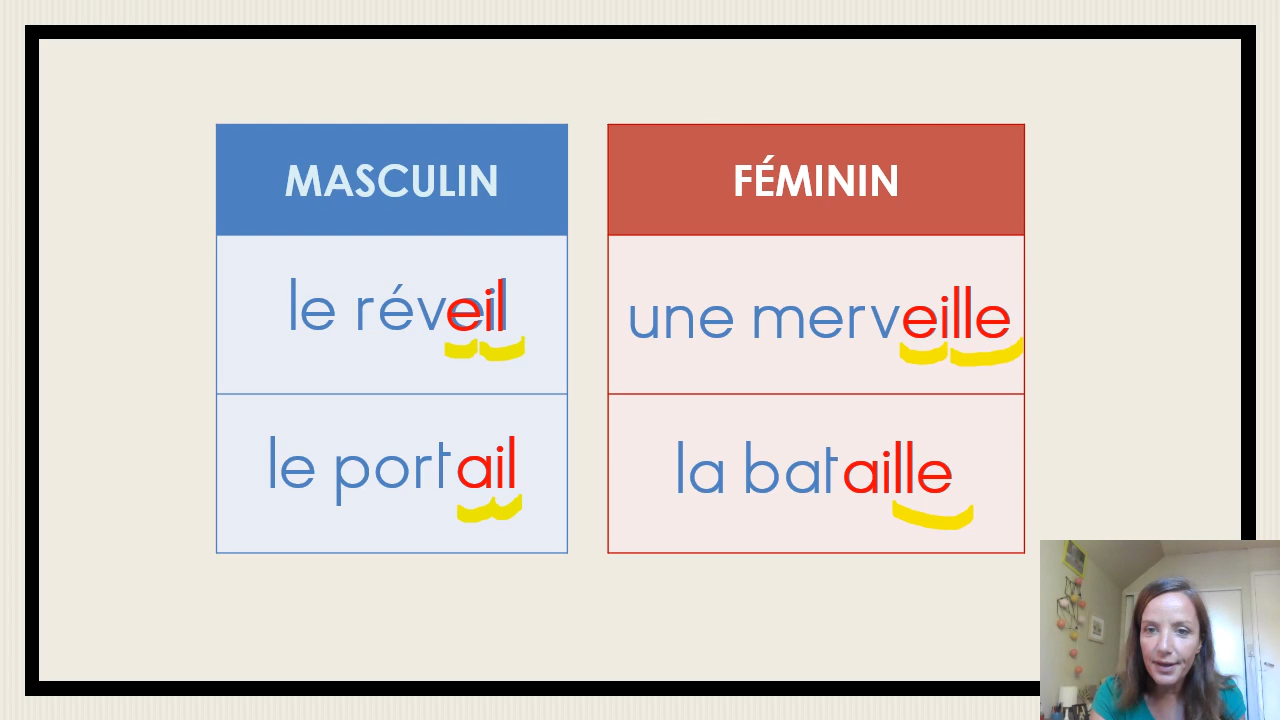 MASCULIN
FÉMININ
le réveil
une merveille
le portail
la bataille